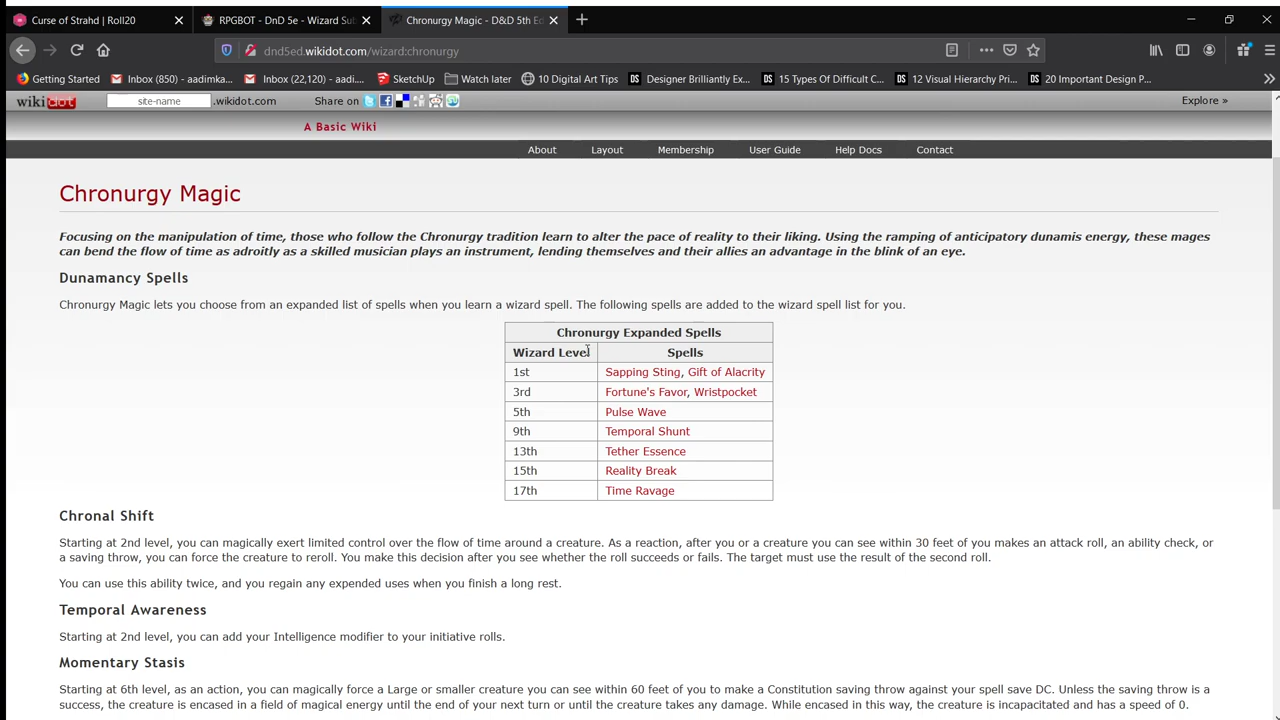 Curse of Strahd | Roll20
RPGBOT - DnD 5e - Wizard Sub
Chronurgy Magic - D&D 5th Ed
dnd5ed.wikidot.com/wizard:chronurgy
Getting Started
Inbox (850) - aadimka...
Inbox (22,120) - aadi...
SketchUp
Watch later
10 Digital Art Tips
DS Designer Brilliantly Ex...
DS 15 Types Of Difficult C...
DS 12 Visual Hierarchy Pri...
DS 20 Important Design P...
wikidot
site-name
.wikidot.com
Share on
Explore »
A Basic Wiki
About
Layout
Membership
User Guide
Help Docs
Contact
Chronurgy Magic
Focusing on the manipulation of time, those who follow the Chronurgy tradition learn to alter the pace of reality to their liking. Using the ramping of anticipatory dunamis energy, these mages
can bend the flow of time as adroitly as a skilled musician plays an instrument, lending themselves and their allies an advantage in the blink of an eye.
Dunamancy Spells
Chronurgy Magic lets you choose from an expanded list of spells when you learn a wizard spell. The following spells are added to the wizard spell list for you.
Chronurgy Expanded Spells
Wizard Level Spells
1st Sapping Sting, Gift of Alacrity
3rd Fortune's Favor, Wristpocket
5th Pulse Wave
9th Temporal Shunt
13th Tether Essence
15th Reality Break
17th Time Ravage
Chronal Shift
Starting at 2nd level, you can magically exert limited control over the flow of time around a creature. As a reaction, after you or a creature you can see within 30 feet of you makes an attack roll, an ability check, or
a saving throw, you can force the creature to reroll. You make this decision after you see whether the roll succeeds or fails. The target must use the result of the second roll.
You can use this ability twice, and you regain any expended uses when you finish a long rest.
Temporal Awareness
Starting at 2nd level, you can add your Intelligence modifier to your initiative rolls.
Momentary Stasis
Starting at 6th level, as an action, you can magically force a Large or smaller creature you can see within 60 feet of you to make a Constitution saving throw against your spell save DC. Unless the saving throw is a
success, the creature is encased in a field of magical energy until the end of your next turn or until the creature takes any damage. While encased in this way, the creature is incapacitated and has a speed of 0.